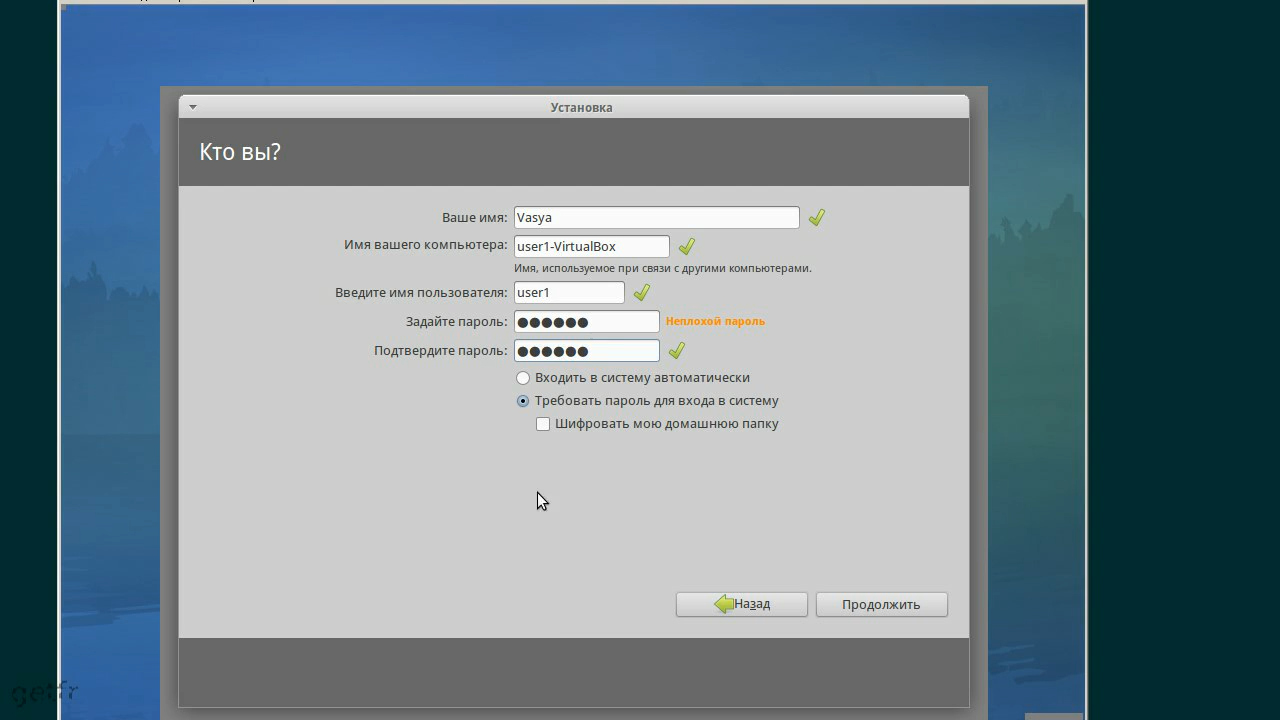 Установка
Кто вы?
Ваше имя: Vasya
Имя вашего компьютера: user1-VirtualBox
Имя, используемое при связи с другими компьютерами.
Введите имя пользователя: user1
Задайте пароль: ●●●●●● Неплохой пароль
Подтвердите пароль: ●●●●●●
Входить в систему автоматически
Требовать пароль для входа в систему
Шифровать мою домашнюю папку
Назад Продолжить
getfr